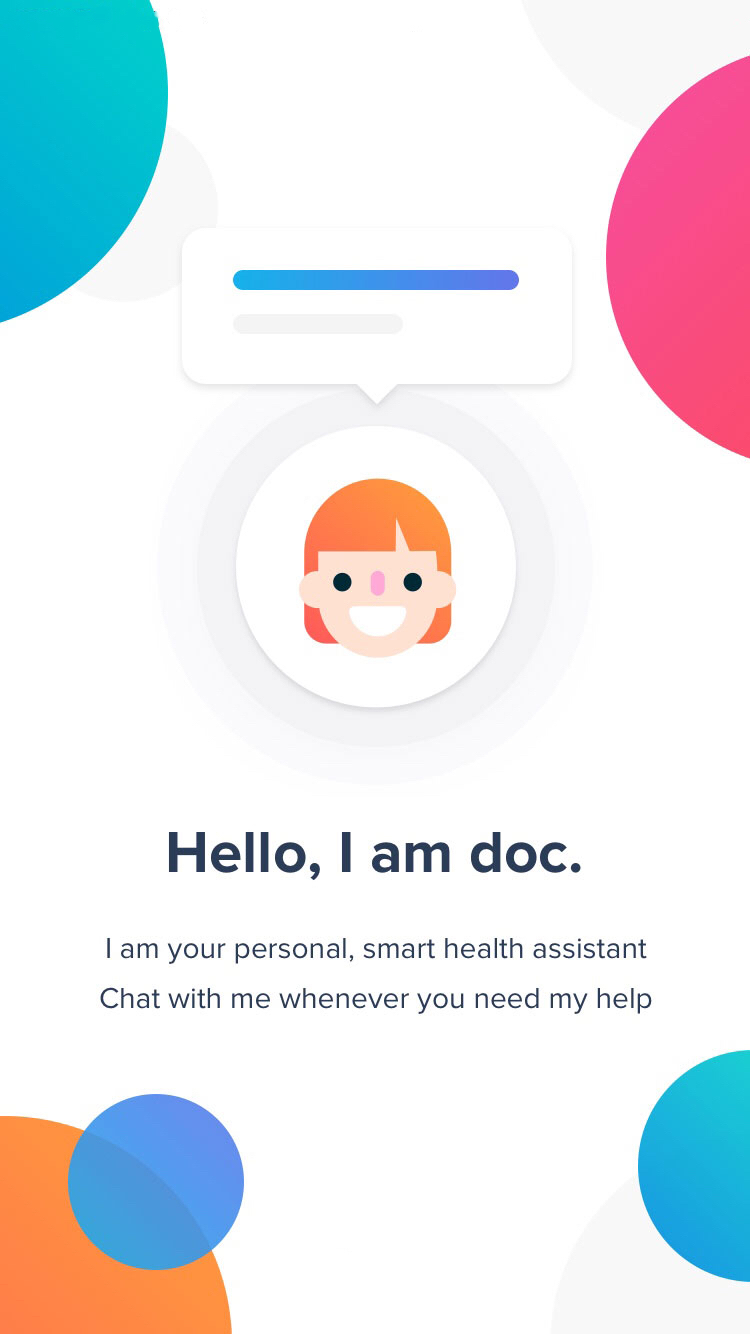 Hello, I am doc.
I am your personal, smart health assistant
Chat with me whenever you need my help